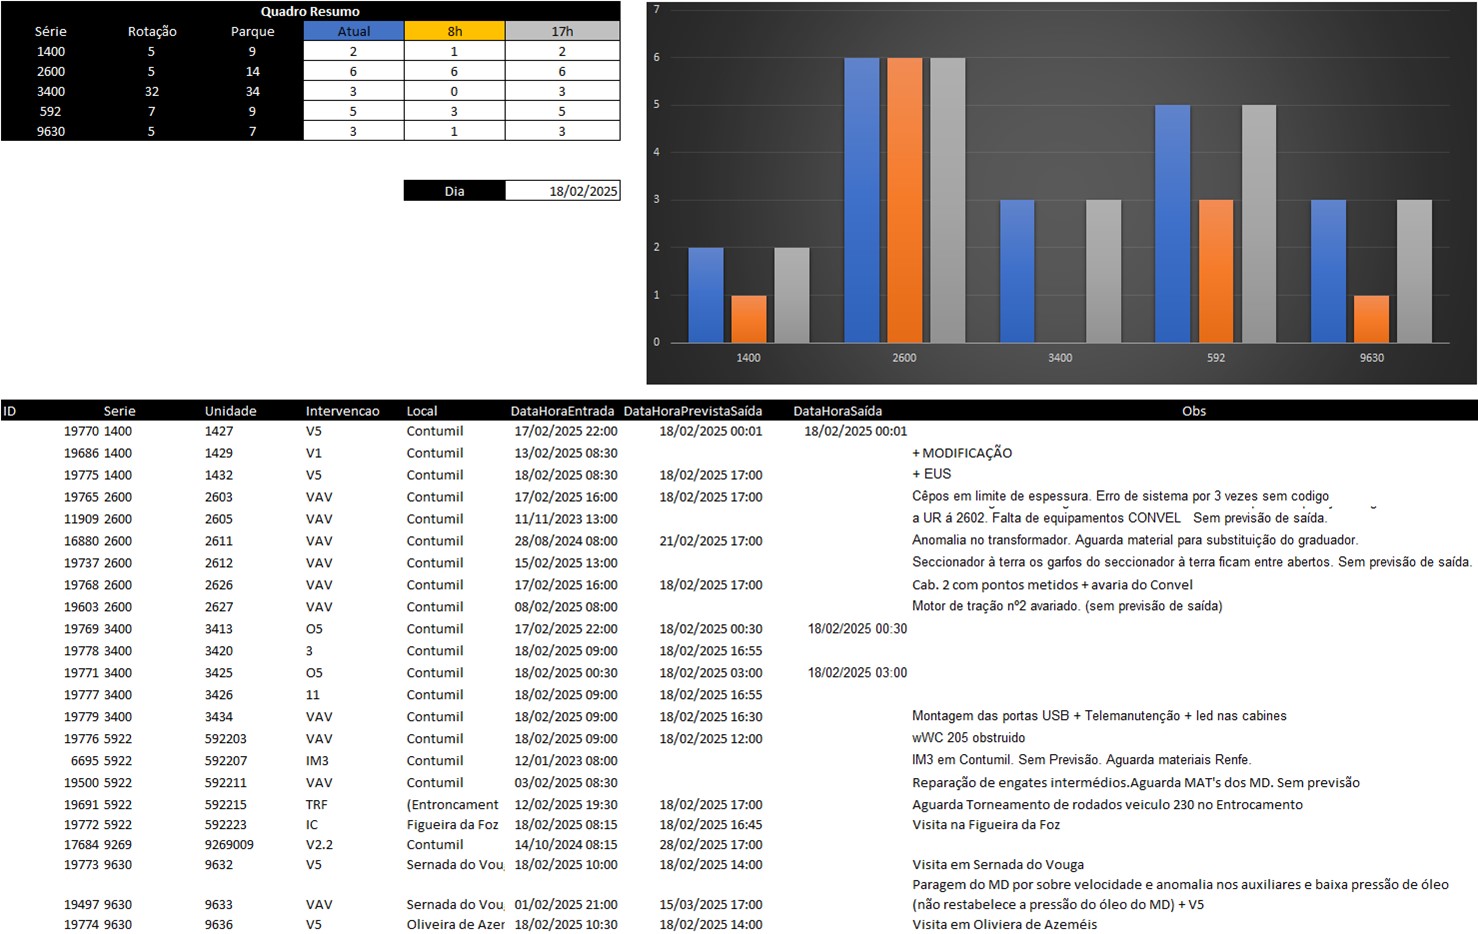 Quadro Resumo
Série Rotação Parque Atual 8h 17h
1400 5 9 2 1 2
2600 5 14 6 6 6
3400 32 34 3 0 3
592 7 9 5 3 5
9630 5 7 3 1 3
Dia 18/02/2025
7
6
5
4
3
2
1
0
1400 2600 3400 592 9630
ID Serie Unidade Intervencao Local DataHoraEntrada DataHoraPrevistaSaída DataHoraSaída Obs
19770 1400 1427 V5 Contumil 17/02/2025 22:00 18/02/2025 00:01 18/02/2025 00:01
19686 1400 1429 V1 Contumil 13/02/2025 08:30 + MODIFICAÇÃO
19775 1400 1432 V5 Contumil 18/02/2025 08:30 18/02/2025 17:00 + EUS
19765 2600 2603 VAV Contumil 17/02/2025 16:00 18/02/2025 17:00 Cêpos em limite de espessura. Erro de sistema por 3 vezes sem codigo
11909 2600 2605 VAV Contumil 11/11/2023 13:00 a UR á 2602. Falta de equipamentos CONVEL Sem previsão de saída.
16880 2600 2611 VAV Contumil 28/08/2024 08:00 21/02/2025 17:00 Anomalia no transformador. Aguarda material para substituição do graduador.
19737 2600 2612 VAV Contumil 15/02/2025 13:00 Seccionador à terra os garfos do seccionador à terra ficam entre abertos. Sem previsão de saída.
19768 2600 2626 VAV Contumil 17/02/2025 16:00 18/02/2025 17:00 Cab. 2 com pontos metidos + avaria do Convel
19603 2600 2627 VAV Contumil 08/02/2025 08:00 Motor de tração nº2 avariado. (sem previsão de saída)
19769 3400 3413 O5 Contumil 17/02/2025 22:00 18/02/2025 00:30 18/02/2025 00:30
19778 3400 3420 3 Contumil 18/02/2025 09:00 18/02/2025 16:55
19771 3400 3425 O5 Contumil 18/02/2025 00:30 18/02/2025 03:00 18/02/2025 03:00
19777 3400 3426 11 Contumil 18/02/2025 09:00 18/02/2025 16:55
19779 3400 3434 VAV Contumil 18/02/2025 09:00 18/02/2025 16:30 Montagem das portas USB + Telemanutenção + led nas cabines
19776 5922 592203 VAV Contumil 18/02/2025 09:00 18/02/2025 12:00 wWC 205 obstruido
6695 5922 592207 IM3 Contumil 12/01/2023 08:00 IM3 em Contumil. Sem Previsão. Aguarda materiais Renfe.
19500 5922 592211 VAV Contumil 03/02/2025 08:30 Reparação de engates intermédios.Aguarda MAT's dos MD. Sem previsão
19691 5922 592215 TRF (Entroncament 12/02/2025 19:30 18/02/2025 17:00 Aguarda Torneamento de rodados veiculo 230 no Entrocamento
19772 5922 592223 IC Figueira da Foz 18/02/2025 08:15 18/02/2025 16:45 Visita na Figueira da Foz
17684 9269 9269009 V2.2 Contumil 14/10/2024 08:15 28/02/2025 17:00
19773 9630 9632 V5 Sernada do Vou 18/02/2025 10:00 18/02/2025 14:00 Visita em Sernada do Vouga
Paragem do MD por sobre velocidade e anomalia nos auxiliares e baixa pressão de óleo
19497 9630 9633 VAV Sernada do Vou 01/02/2025 21:00 15/03/2025 17:00 (não restabelece a pressão do óleo do MD) + V5
19774 9630 9636 V5 Oliveira de Azer 18/02/2025 10:30 18/02/2025 14:00 Visita em Oliviera de Azeméis